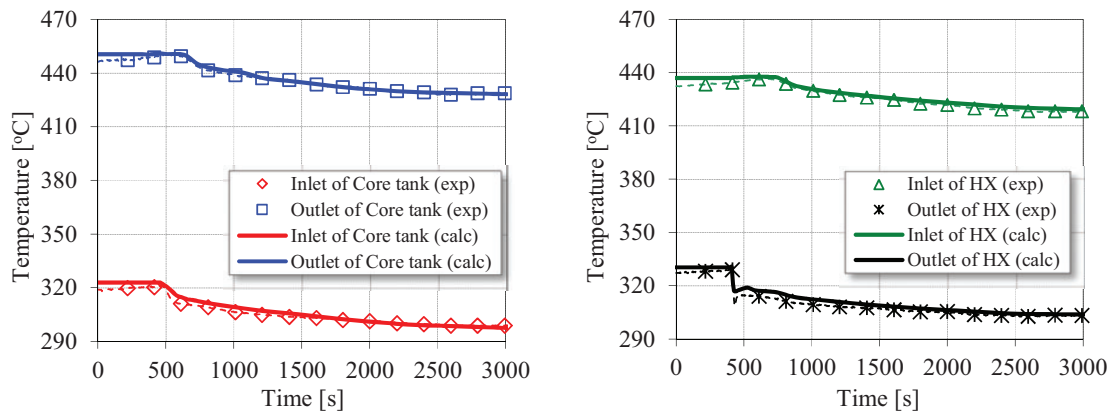 Temperature [°C]
470
440
410
380
350
320
290
0 500 1000 1500 2000 2500 3000
Time [s]
Inlet of Core tank (exp)
Outlet of Core tank (exp)
Inlet of Core tank (calc)
Outlet of Core tank (calc)
Temperature [°C]
470
440
410
380
350
320
290
0 500 1000 1500 2000 2500 3000
Time [s]
Inlet of HX (exp)
Outlet of HX (exp)
Inlet of HX (calc)
Outlet of HX (calc)